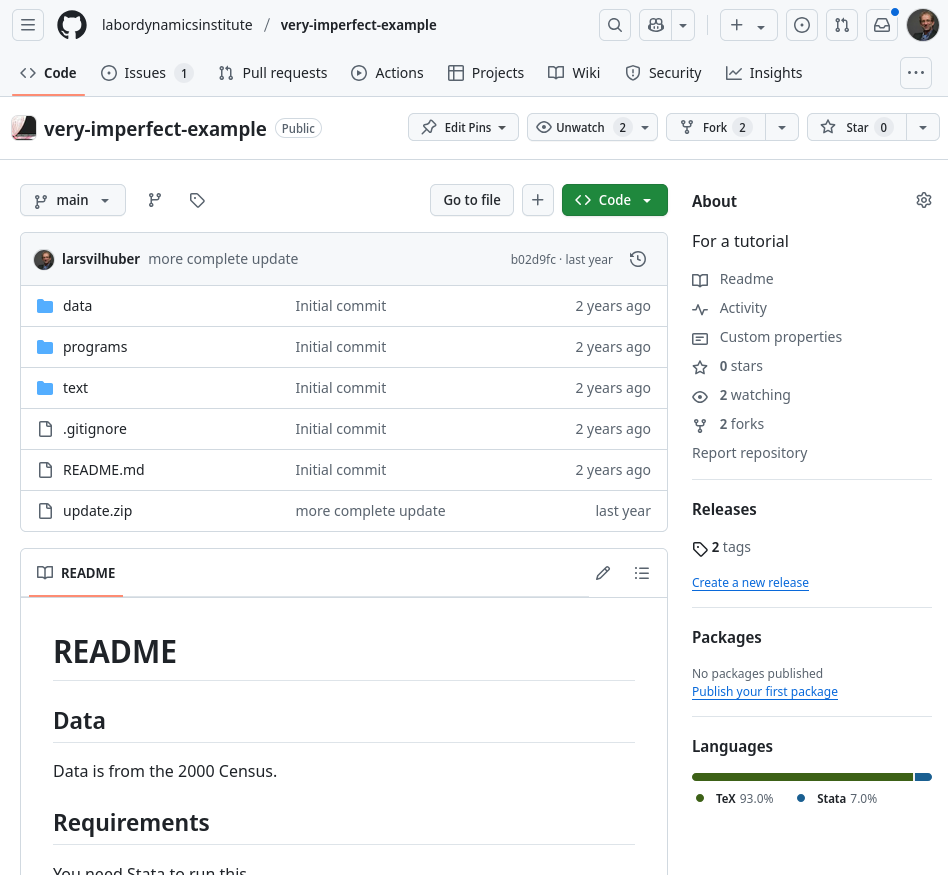 labordynamicsinstitute / very-imperfect-example
Code Issues 1 Pull requests Actions Projects Wiki Security Insights
very-imperfect-example Public Edit Pins Unwatch 2 Fork 2 Star 0
main Go to file Code
larsvilhuber more complete update b02d9fc · last year
data Initial commit 2 years ago
programs Initial commit 2 years ago
text Initial commit 2 years ago
.gitignore Initial commit 2 years ago
README.md Initial commit 2 years ago
update.zip more complete update last year
README
README
Data
Data is from the 2000 Census.
Requirements
You need Stata to run this
About
For a tutorial
Readme
Activity
Custom properties
0 stars
2 watching
2 forks
Report repository
Releases
2 tags
Create a new release
Packages
No packages published
Publish your first package
Languages
TeX 93.0% Stata 7.0%